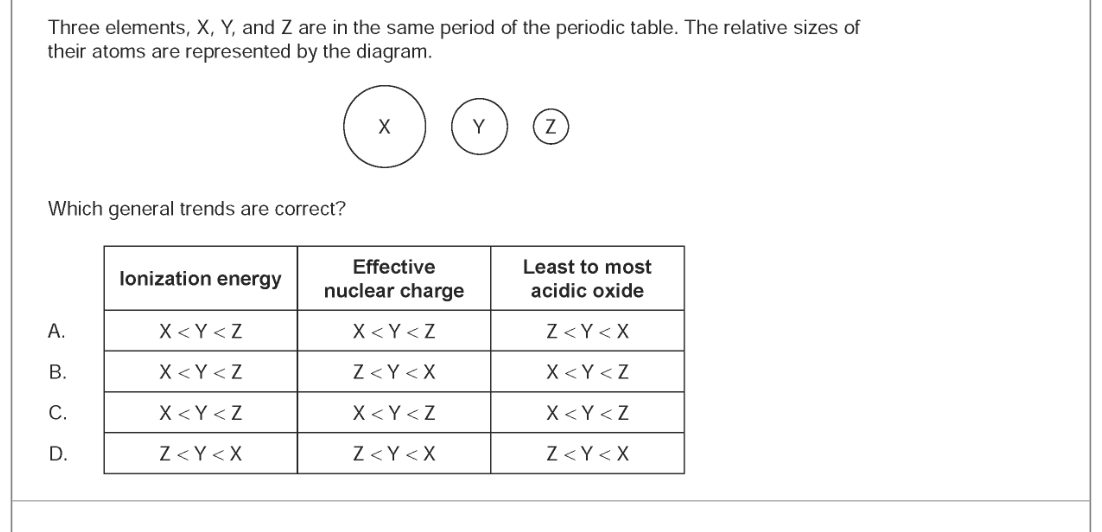 Three elements, X, Y, and Z are in the same period of the periodic table. The relative sizes of
their atoms are represented by the diagram.
X Y Z
Which general trends are correct?
Ionization energy Effective nuclear charge Least to most acidic oxide
A. X < Y < Z X < Y < Z Z < Y < X
B. X < Y < Z Z < Y < X X < Y < Z
C. X < Y < Z X < Y < Z X < Y < Z
D. Z < Y < X Z < Y < X Z < Y < X